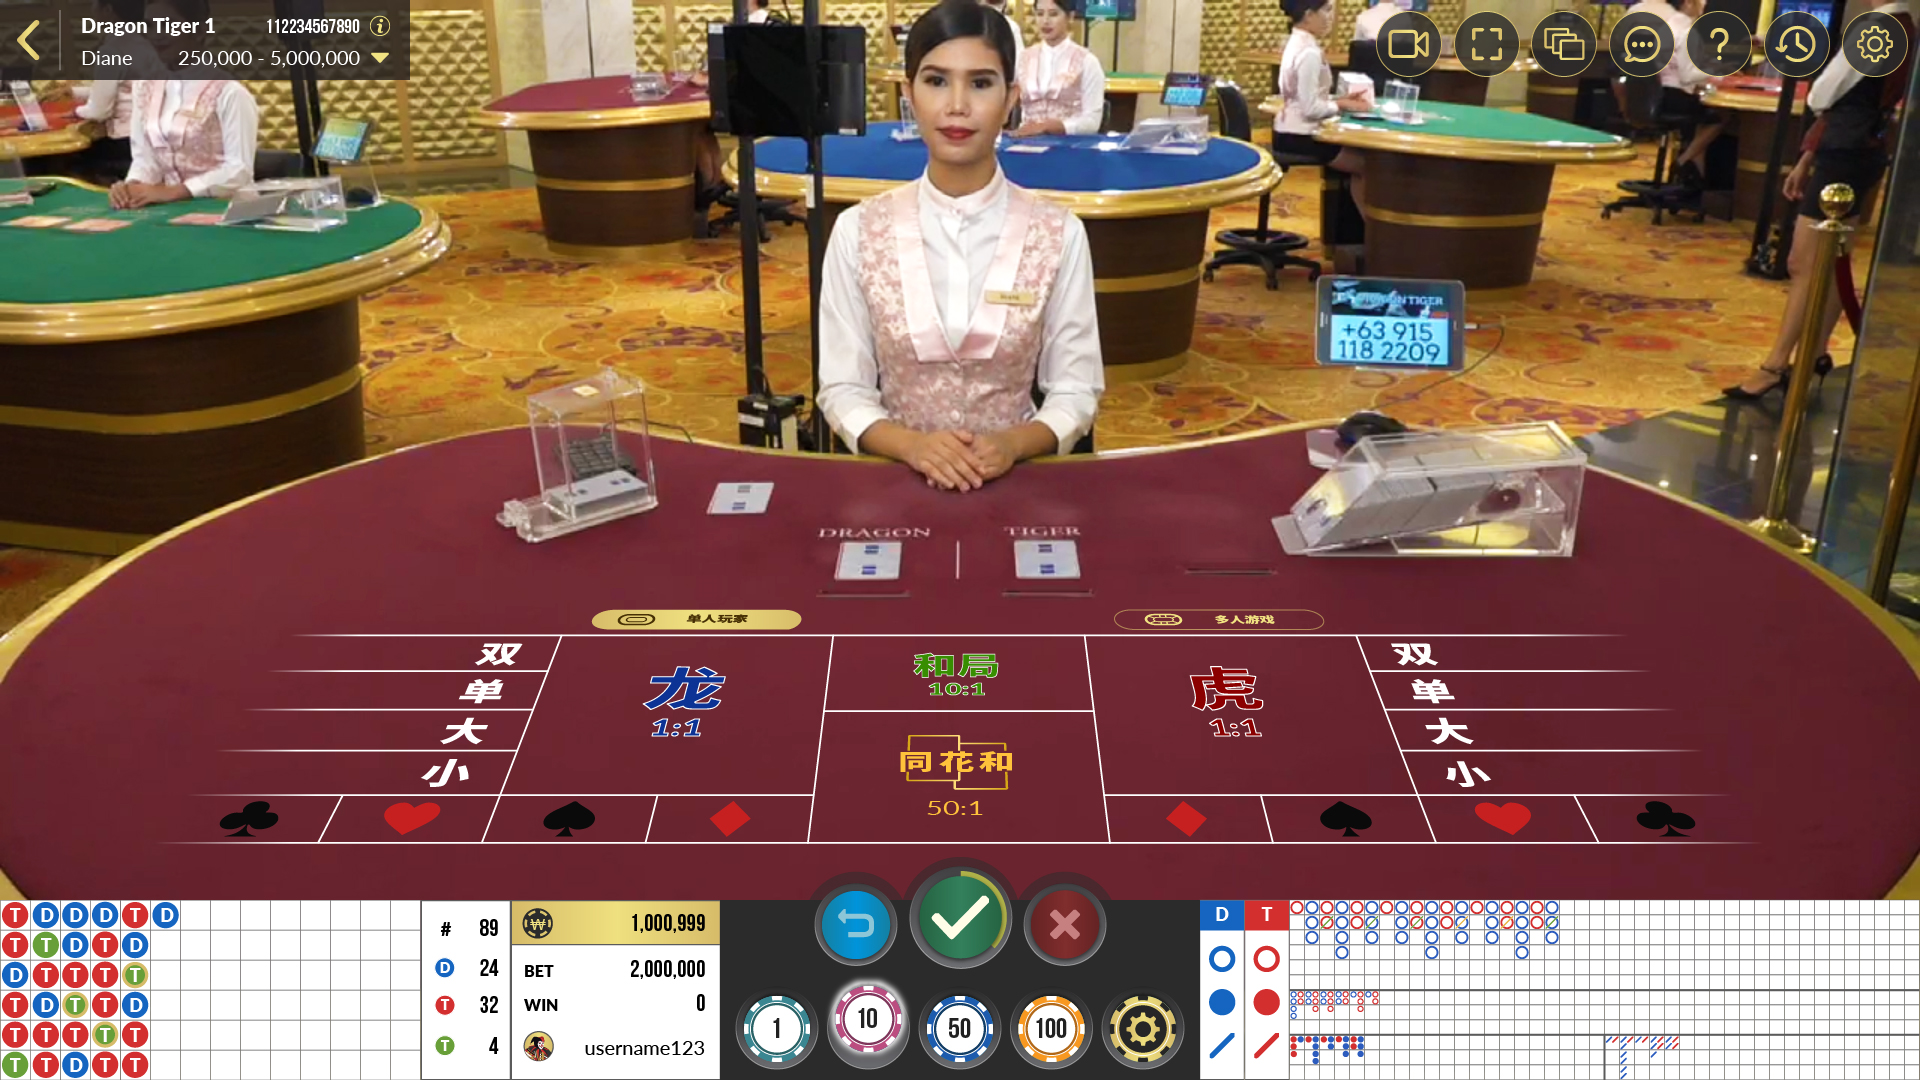 Dragon Tiger 1
112234567890
Diane
250,000 - 5,000,000
?
+63 915
118 2209
DRAGON
TIGER
单人玩家
多人游戏
双
单
大
小
龙
1:1
和局
10:1
同花和
50:1
虎
1:1
双
单
大
小
T D D D T D
T T D T D
D T T T T
T D T T D
T T T T T
T T D T T
# 89
D 24
T 32
T 4
1,000,999
BET 2,000,000
WIN 0
username123
1
10
50
100
D T